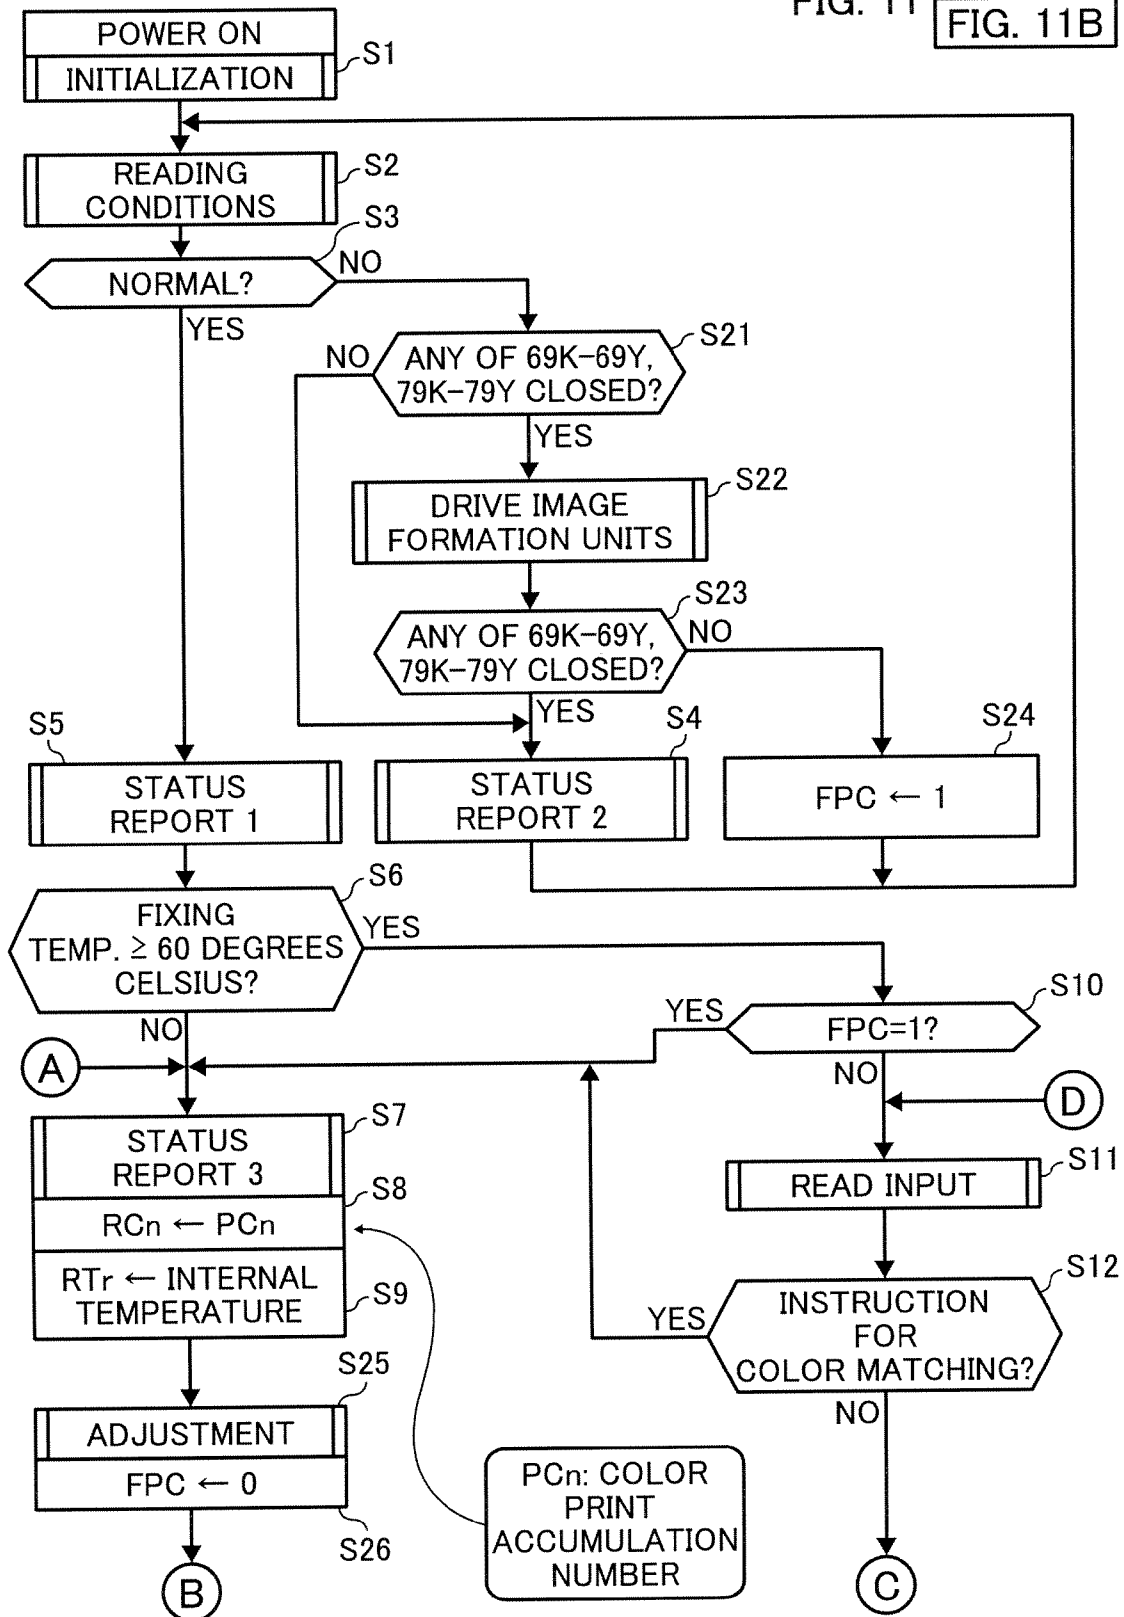 FIG. 11
FIG. 11B
POWER ON
INITIALIZATION
S1
READING
CONDITIONS
S2
S3
NORMAL?
NO
YES
S21
NO
ANY OF 69K-69Y,
79K-79Y CLOSED?
YES
S22
DRIVE IMAGE
FORMATION UNITS
S23
ANY OF 69K-69Y,
79K-79Y CLOSED?
NO
YES
S5
STATUS
REPORT 1
S4
STATUS
REPORT 2
S24
FPC ← 1
S6
FIXING
TEMP. ≥ 60 DEGREES
CELSIUS?
YES
NO
S10
YES
FPC=1?
NO
A
D
S7
STATUS
REPORT 3
S8
RCn ← PCn
RTr ← INTERNAL
TEMPERATURE
S9
S11
READ INPUT
S12
YES
INSTRUCTION
FOR
COLOR MATCHING?
NO
S25
ADJUSTMENT
FPC ← 0
S26
PCn: COLOR
PRINT
ACCUMULATION
NUMBER
B
C